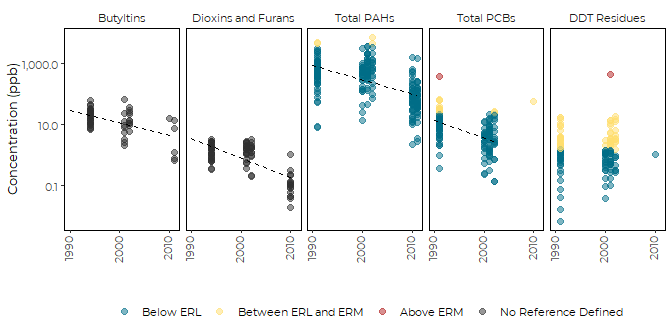 Butyltins Dioxins and Furans Total PAHs Total PCBs DDT Residues
Concentration (ppb)
1,000.0
10.0
0.1
1990 2000 2010 1990 2000 2010 1990 2000 2010 1990 2000 2010 1990 2000 2010
Below ERL Between ERL and ERM Above ERM No Reference Defined